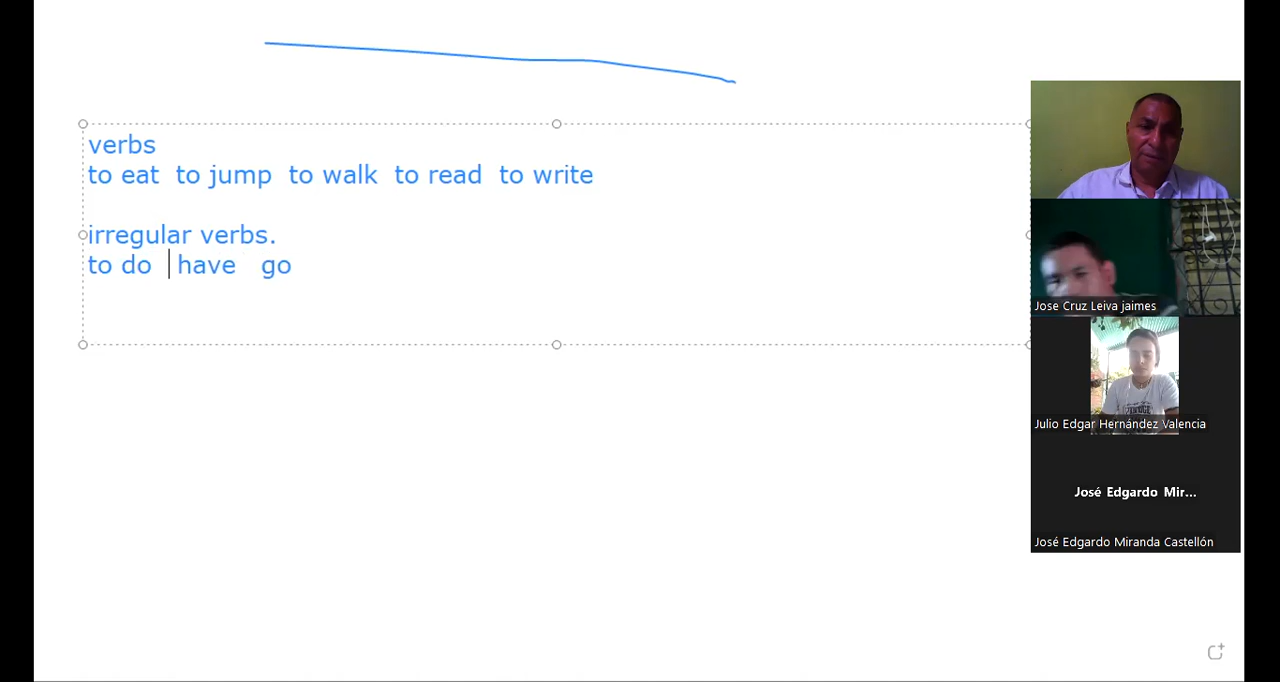 verbs
to eat  to jump  to walk  to read  to write
irregular verbs.
to do  have   go
Jose Cruz Leiva jaimes
Julio Edgar Hernández Valencia
José Edgardo Mir...
José Edgardo Miranda Castellón